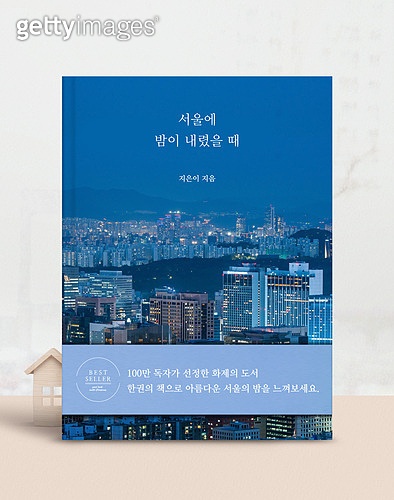 gettyimages®
서울에
밤이 내렸을 때
지은이 지음
BEST
SELLER
100만 독자가 선정한 화제의 도서
한권의 책으로 아름다운 서울의 밤을 느껴보세요.